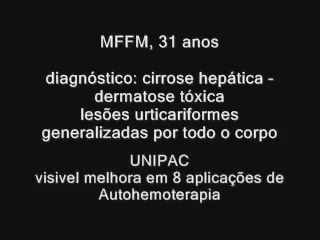 MFFM, 31 anos
diagnóstico: cirrose hepática -
dermatose tóxica
lesões urticariformes
generalizadas por todo o corpo
UNIPAC
visivel melhora em 8 aplicações de
Autohemoterapia